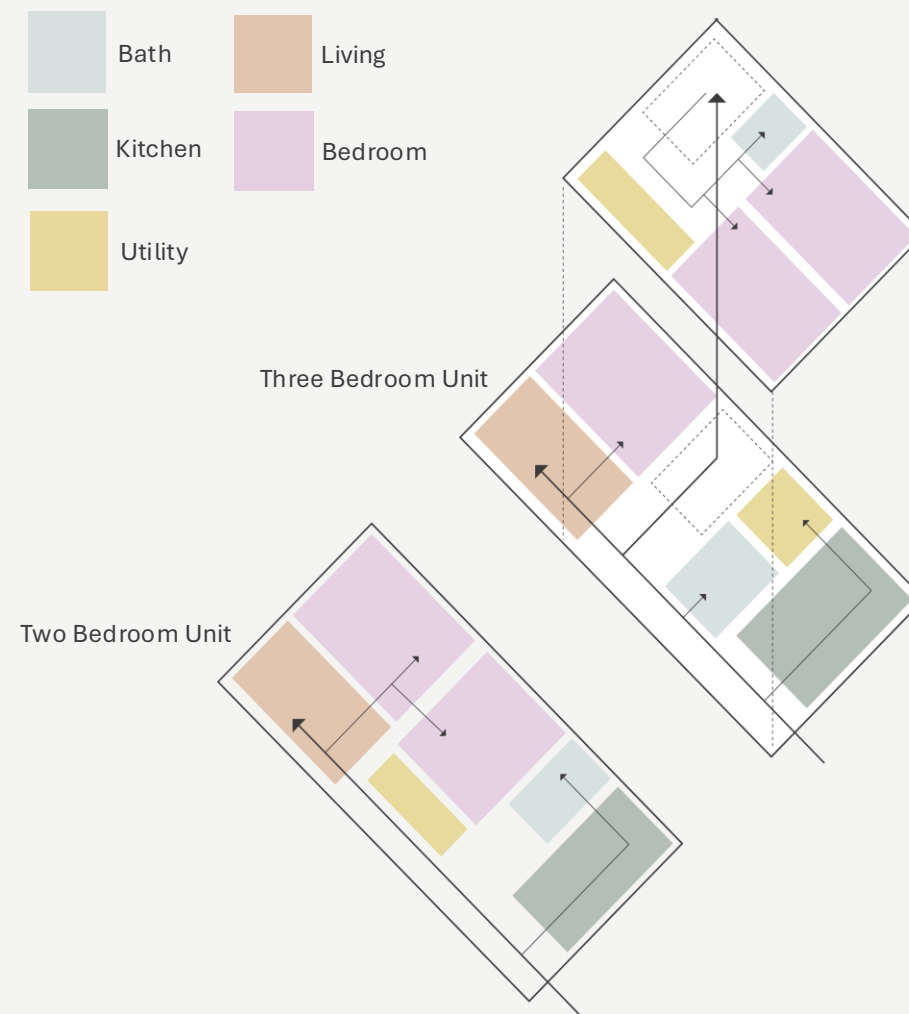 Bath
Living
Kitchen
Bedroom
Utility
Three Bedroom Unit
Two Bedroom Unit